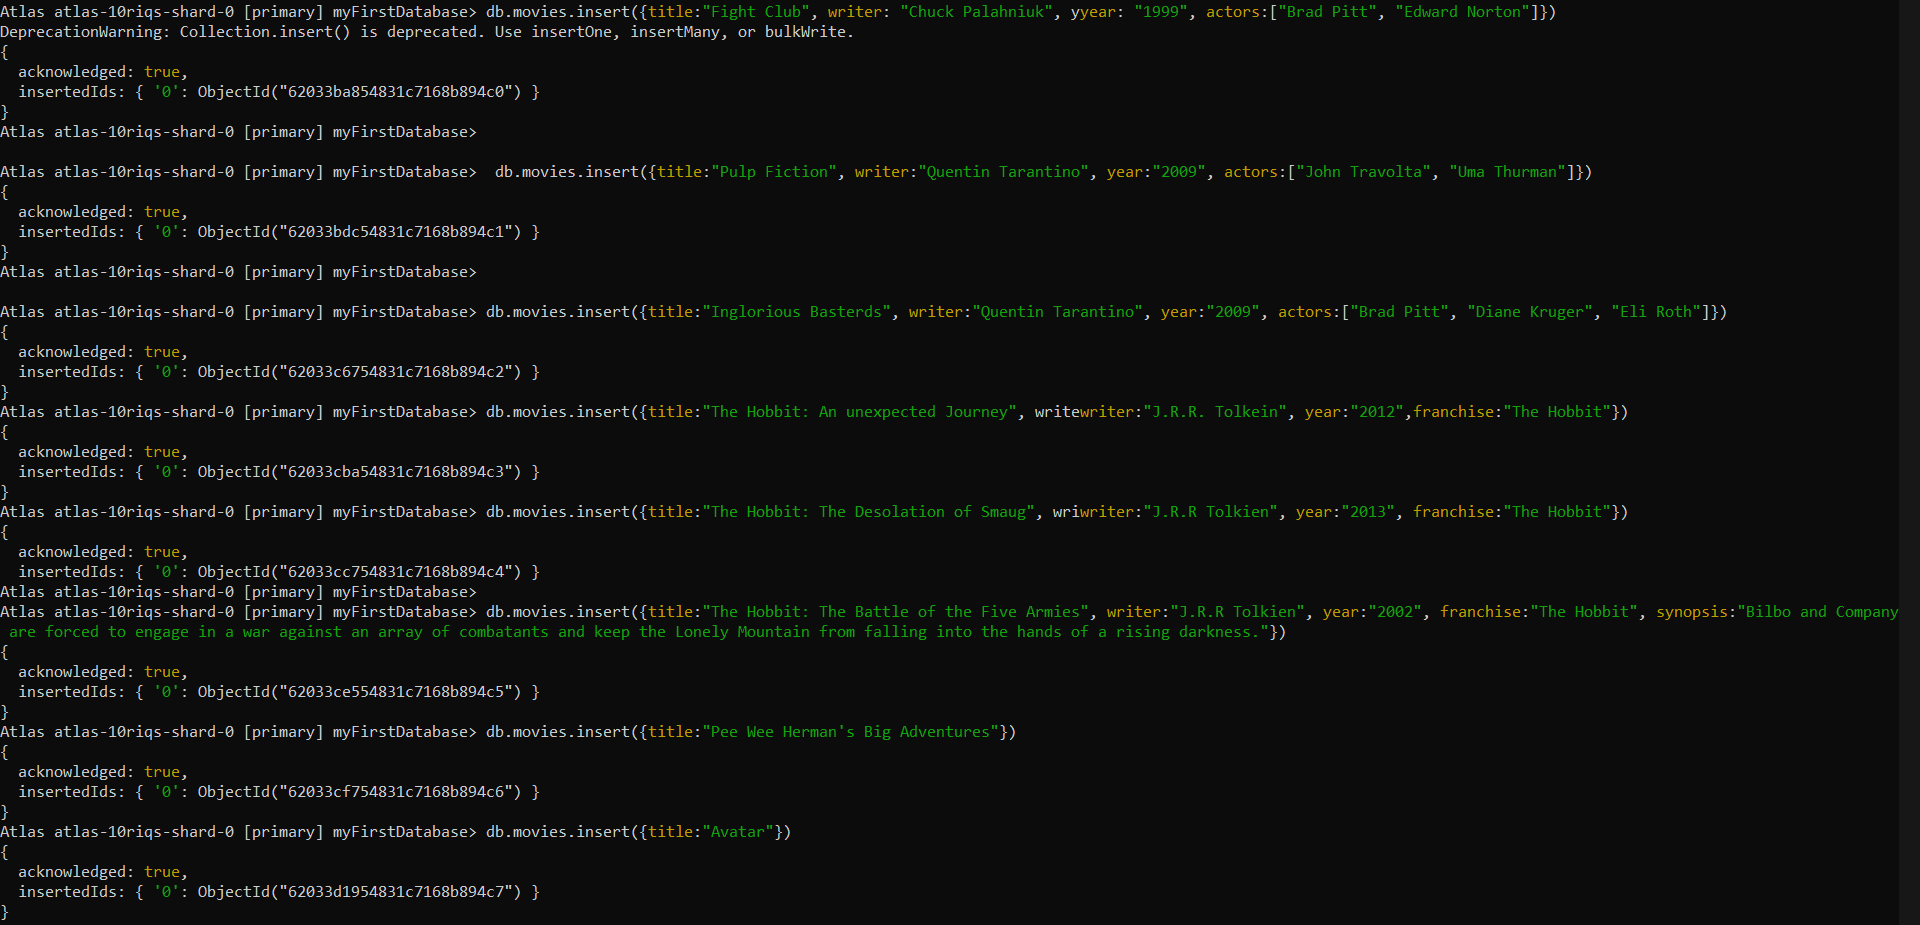 Atlas atlas-10riqs-shard-0 [primary] myFirstDatabase> db.movies.insert({title:"Fight Club", writer: "Chuck Palahniuk", yyear: "1999", actors:["Brad Pitt", "Edward Norton"]})
DeprecationWarning: Collection.insert() is deprecated. Use insertOne, insertMany, or bulkWrite.
{
  acknowledged: true,
  insertedIds: { '0': ObjectId("62033ba854831c7168b894c0") }
}
Atlas atlas-10riqs-shard-0 [primary] myFirstDatabase>
Atlas atlas-10riqs-shard-0 [primary] myFirstDatabase>  db.movies.insert({title:"Pulp Fiction", writer:"Quentin Tarantino", year:"2009", actors:["John Travolta", "Uma Thurman"]})
{
  acknowledged: true,
  insertedIds: { '0': ObjectId("62033bdc54831c7168b894c1") }
}
Atlas atlas-10riqs-shard-0 [primary] myFirstDatabase>
Atlas atlas-10riqs-shard-0 [primary] myFirstDatabase> db.movies.insert({title:"Inglorious Basterds", writer:"Quentin Tarantino", year:"2009", actors:["Brad Pitt", "Diane Kruger", "Eli Roth"]})
{
  acknowledged: true,
  insertedIds: { '0': ObjectId("62033c6754831c7168b894c2") }
}
Atlas atlas-10riqs-shard-0 [primary] myFirstDatabase> db.movies.insert({title:"The Hobbit: An unexpected Journey", writewriter:"J.R.R. Tolkein", year:"2012",franchise:"The Hobbit"})
{
  acknowledged: true,
  insertedIds: { '0': ObjectId("62033cba54831c7168b894c3") }
}
Atlas atlas-10riqs-shard-0 [primary] myFirstDatabase> db.movies.insert({title:"The Hobbit: The Desolation of Smaug", wriwriter:"J.R.R Tolkien", year:"2013", franchise:"The Hobbit"})
{
  acknowledged: true,
  insertedIds: { '0': ObjectId("62033cc754831c7168b894c4") }
Atlas atlas-10riqs-shard-0 [primary] myFirstDatabase>
Atlas atlas-10riqs-shard-0 [primary] myFirstDatabase> db.movies.insert({title:"The Hobbit: The Battle of the Five Armies", writer:"J.R.R Tolkien", year:"2002", franchise:"The Hobbit", synopsis:"Bilbo and Company
 are forced to engage in a war against an array of combatants and keep the Lonely Mountain from falling into the hands of a rising darkness."})
{
  acknowledged: true,
  insertedIds: { '0': ObjectId("62033ce554831c7168b894c5") }
}
Atlas atlas-10riqs-shard-0 [primary] myFirstDatabase> db.movies.insert({title:"Pee Wee Herman's Big Adventures"})
{
  acknowledged: true,
  insertedIds: { '0': ObjectId("62033cf754831c7168b894c6") }
}
Atlas atlas-10riqs-shard-0 [primary] myFirstDatabase> db.movies.insert({title:"Avatar"})
{
  acknowledged: true,
  insertedIds: { '0': ObjectId("62033d1954831c7168b894c7") }
}